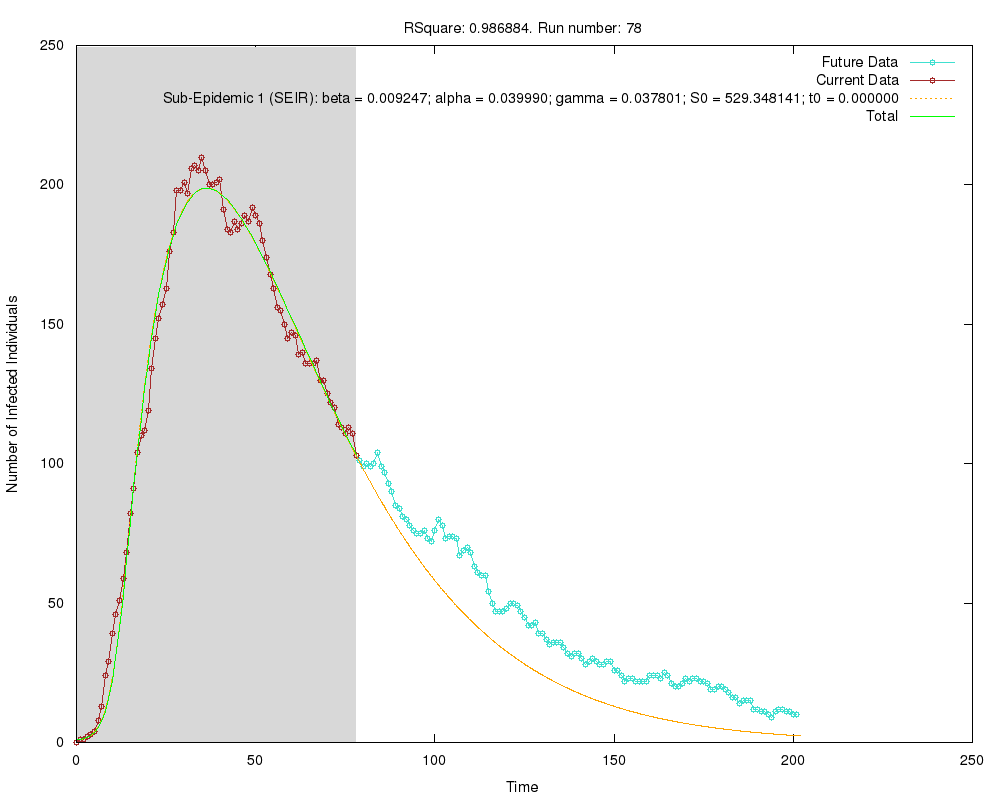 RSquare: 0.986884. Run number: 78
250
200
150
100
50
0
Number of Infected Individuals
Future Data
Current Data
Sub-Epidemic 1 (SEIR): beta = 0.009247; alpha = 0.039990; gamma = 0.037801; S0 = 529.348141; t0 = 0.000000
Total
0 50 100 150 200 250
Time